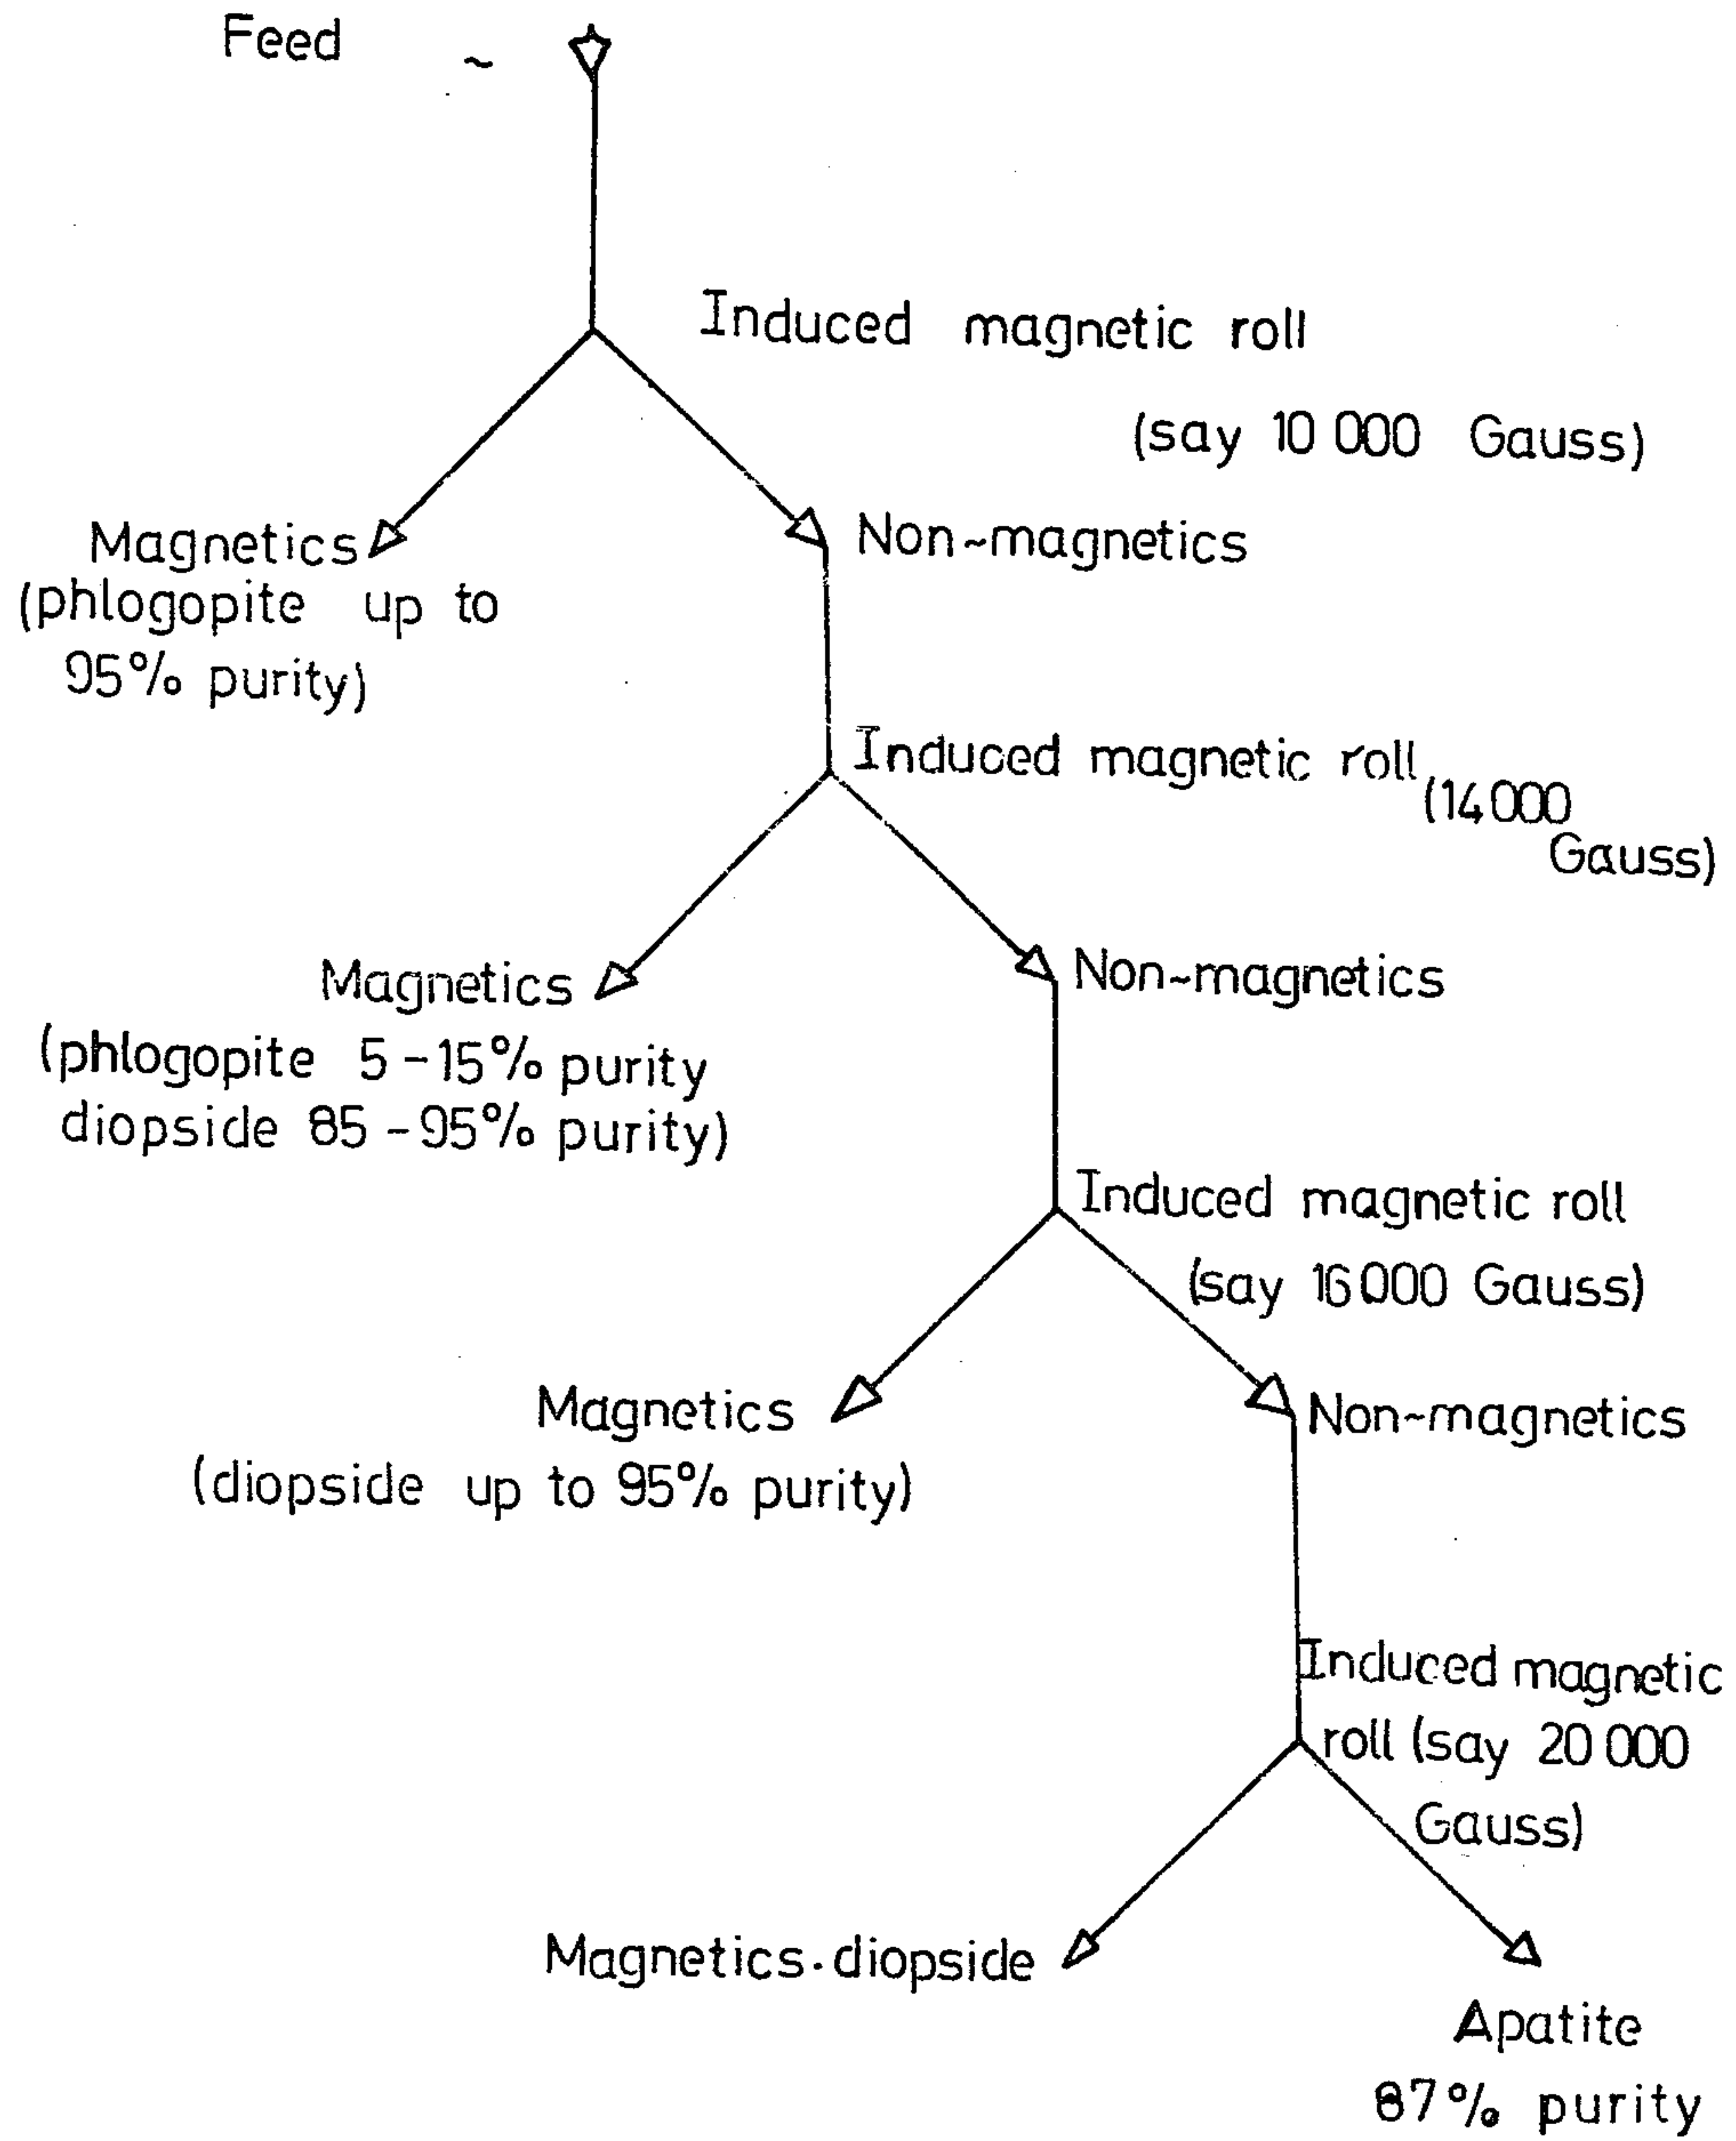 Feed ~
Induced magnetic roll
(say 10 000 Gauss)
Magnetics
(phlogopite up to
95% purity)
Non-magnetics
Induced magnetic roll
(14 000
Gauss)
Magnetics
(phlogopite 5-15% purity
diopside 85-95% purity)
Non-magnetics
Induced magnetic roll
(say 16 000 Gauss)
Magnetics
(diopside up to 95% purity)
Non-magnetics
Induced magnetic
roll (say 20 000
Gauss)
Magnetics.diopside
Apatite
87% purity